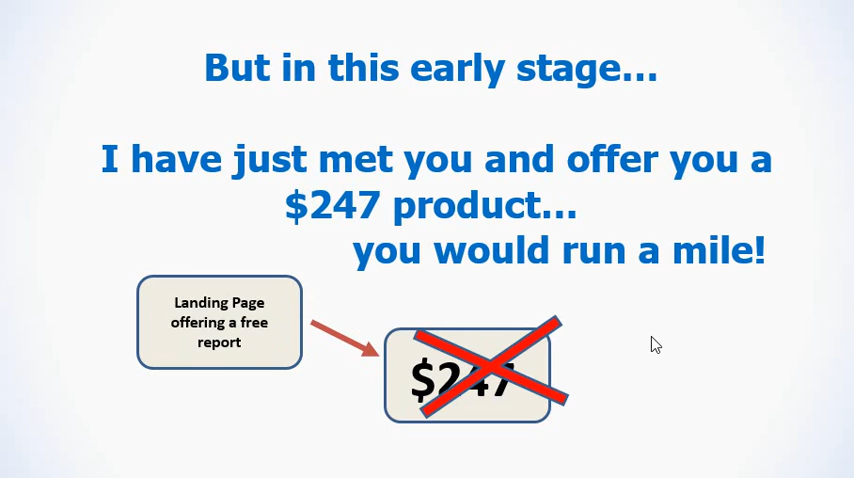 But in this early stage...
I have just met you and offer you a
$247 product...
you would run a mile!
Landing Page
offering a free
report
$247